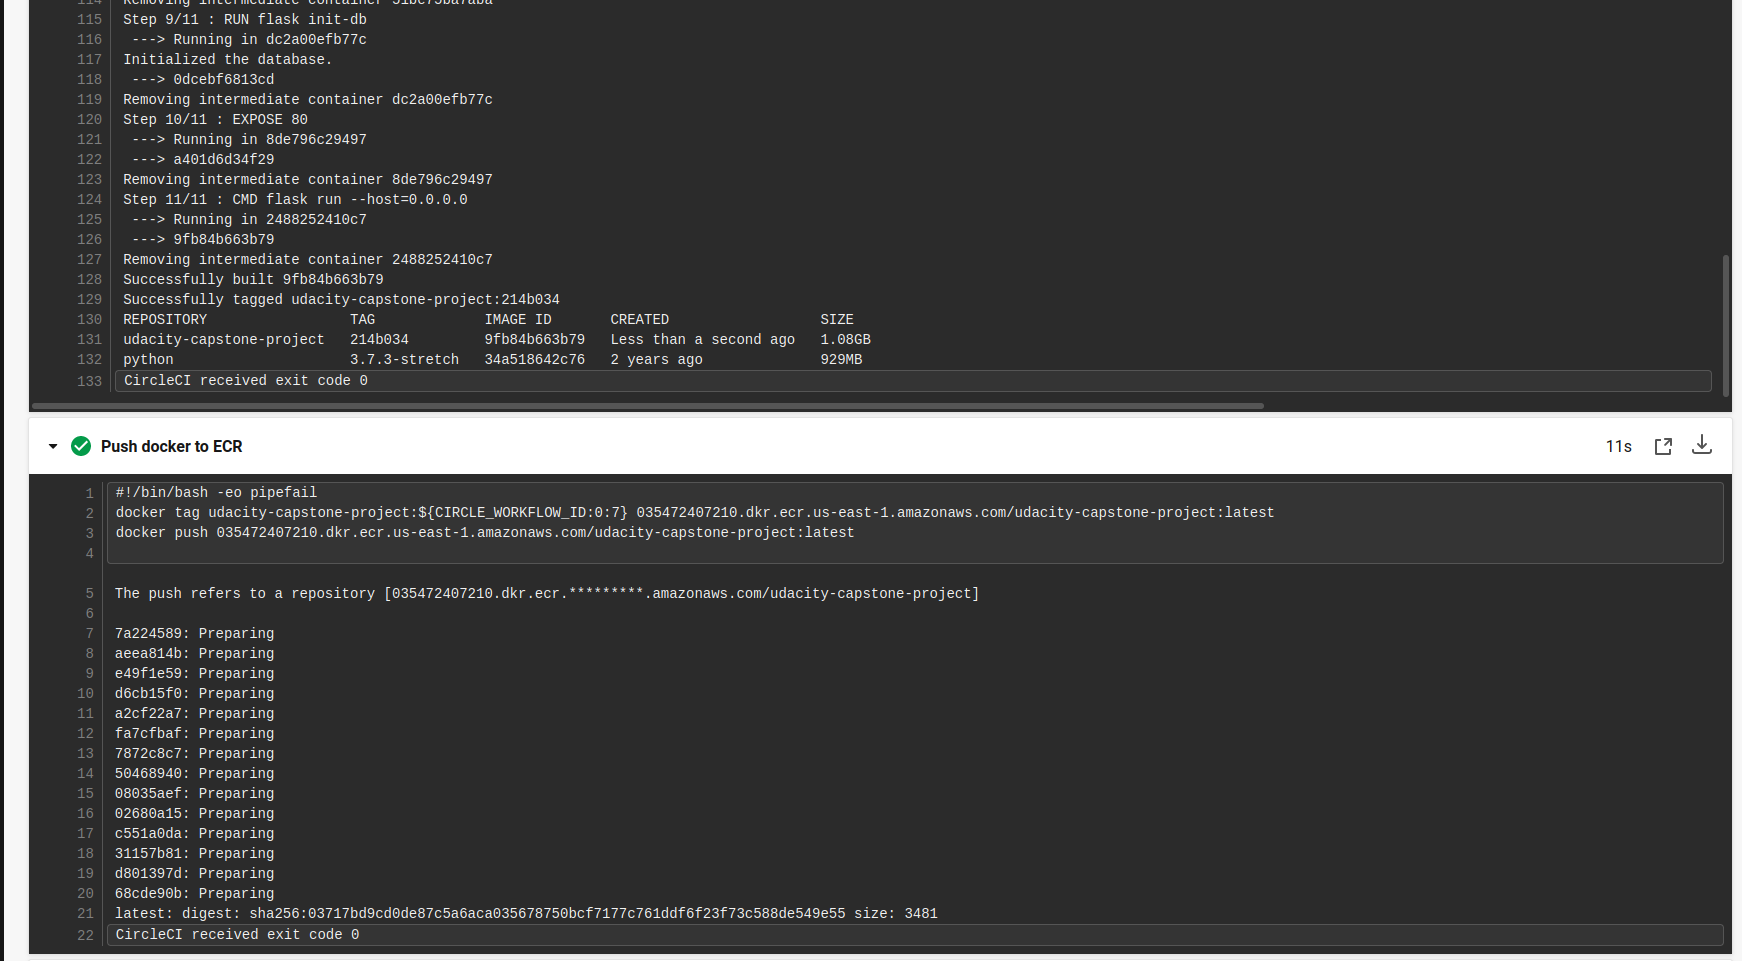 114 Removing intermediate container 51be75ba7aba
115 Step 9/11 : RUN flask init-db
116 ---> Running in dc2a00efb77c
117 Initialized the database.
118 ---> 0dcebf6813cd
119 Removing intermediate container dc2a00efb77c
120 Step 10/11 : EXPOSE 80
121 ---> Running in 8de796c29497
122 ---> a401d6d34f29
123 Removing intermediate container 8de796c29497
124 Step 11/11 : CMD flask run --host=0.0.0.0
125 ---> Running in 2488252410c7
126 ---> 9fb84b663b79
127 Removing intermediate container 2488252410c7
128 Successfully built 9fb84b663b79
129 Successfully tagged udacity-capstone-project:214b034
130 REPOSITORY TAG IMAGE ID CREATED SIZE
131 udacity-capstone-project 214b034 9fb84b663b79 Less than a second ago 1.08GB
132 python 3.7.3-stretch 34a518642c76 2 years ago 929MB
133 CircleCI received exit code 0
Push docker to ECR 11s
1 #!/bin/bash -eo pipefail
2 docker tag udacity-capstone-project:${CIRCLE_WORKFLOW_ID:0:7} 035472407210.dkr.ecr.us-east-1.amazonaws.com/udacity-capstone-project:latest
3 docker push 035472407210.dkr.ecr.us-east-1.amazonaws.com/udacity-capstone-project:latest
4
5 The push refers to a repository [035472407210.dkr.ecr.*********.amazonaws.com/udacity-capstone-project]
6
7 7a224589: Preparing
8 aeea814b: Preparing
9 e49f1e59: Preparing
10 d6cb15f0: Preparing
11 a2cf22a7: Preparing
12 fa7cfbaf: Preparing
13 7872c8c7: Preparing
14 50468940: Preparing
15 08035aef: Preparing
16 02680a15: Preparing
17 c551a0da: Preparing
18 31157b81: Preparing
19 d801397d: Preparing
20 68cde90b: Preparing
21 latest: digest: sha256:03717bd9cd0de87c5a6aca035678750bcf7177c761ddf6f23f73c588de549e55 size: 3481
22 CircleCI received exit code 0